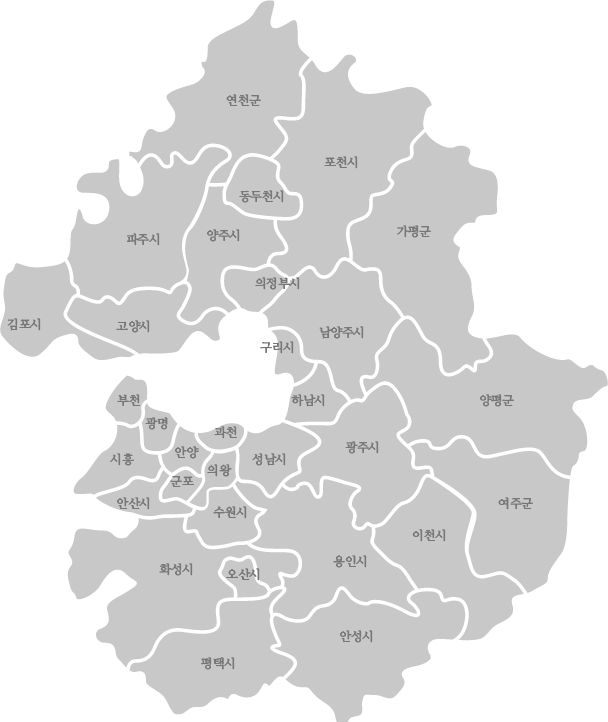 연천군
포천시
동두천시
가평군
파주시
양주시
의정부시
김포시
고양시
남양주시
구리시
양평군
부천
하남시
광명
과천
안양
광주시
시흥
성남시
의왕
군포
안산시
여주군
수원시
이천시
용인시
화성시
오산시
안성시
평택시